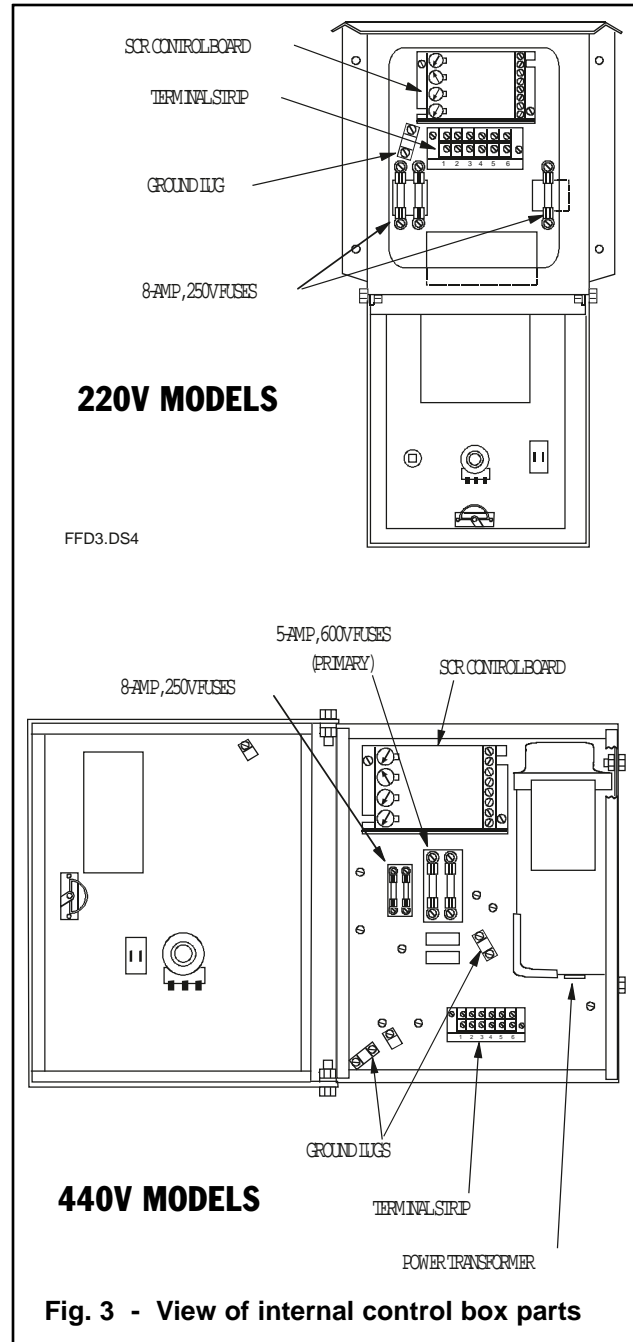 SCR CONTROL BOARD
TERMINAL STRIP
1 2 3 4 5 6
GROUND LUG
8-AMP, 250V FUSES
220V MODELS
FFD3.DS4
5-AMP, 600V FUSES
(PRIMARY)
SCR CONTROL BOARD
8-AMP, 250V FUSES
1 2 3 4 5 6
GROUND LUGS
440V MODELS
TERMINAL STRIP
POWER TRANSFORMER
Fig. 3 - View of internal control box parts